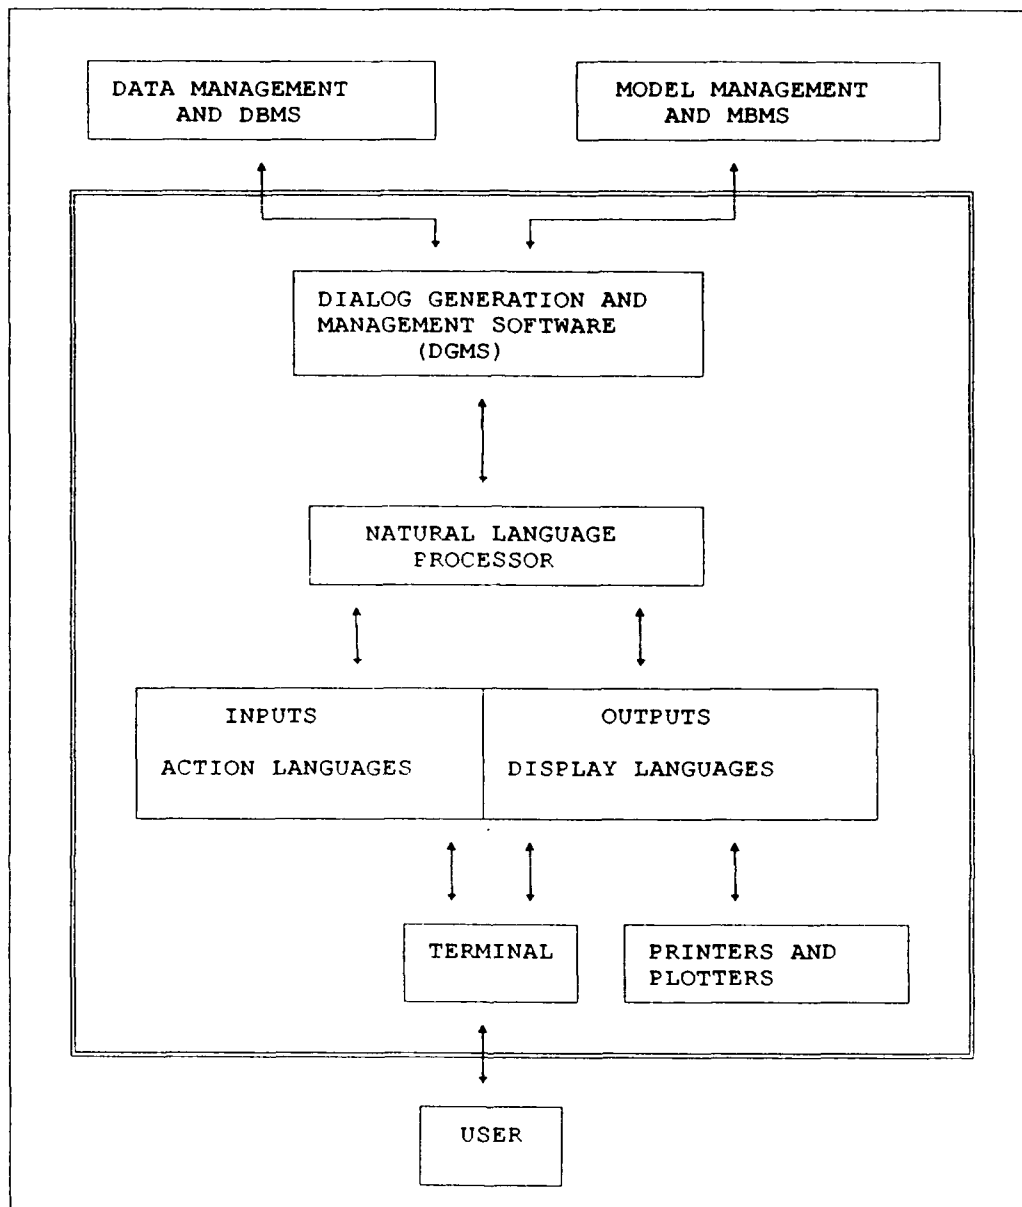 DATA MANAGEMENT
AND DBMS
MODEL MANAGEMENT
AND MBMS
DIALOG GENERATION AND
MANAGEMENT SOFTWARE
(DGMS)
NATURAL LANGUAGE
PROCESSOR
INPUTS
ACTION LANGUAGES
OUTPUTS
DISPLAY LANGUAGES
TERMINAL
PRINTERS AND
PLOTTERS
USER